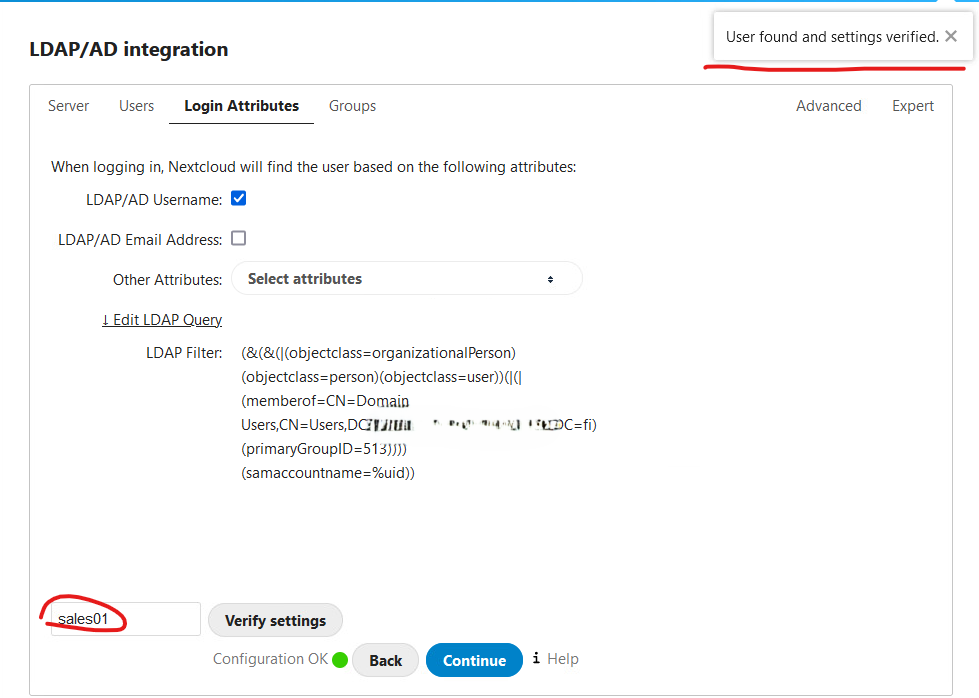 User found and settings verified.
LDAP/AD integration
Server Users Login Attributes Groups Advanced Expert
When logging in, Nextcloud will find the user based on the following attributes:
LDAP/AD Username:
LDAP/AD Email Address:
Other Attributes: Select attributes
↓ Edit LDAP Query
LDAP Filter: (&(&(|(objectclass=organizationalPerson)
(objectclass=person)(objectclass=user))(|(|
(memberof=CN=Domain
Users,CN=Users,DC DC=fi)
(primaryGroupID=513))))
(samaccountname=%uid))
sales01 Verify settings
Configuration OK Back Continue i Help